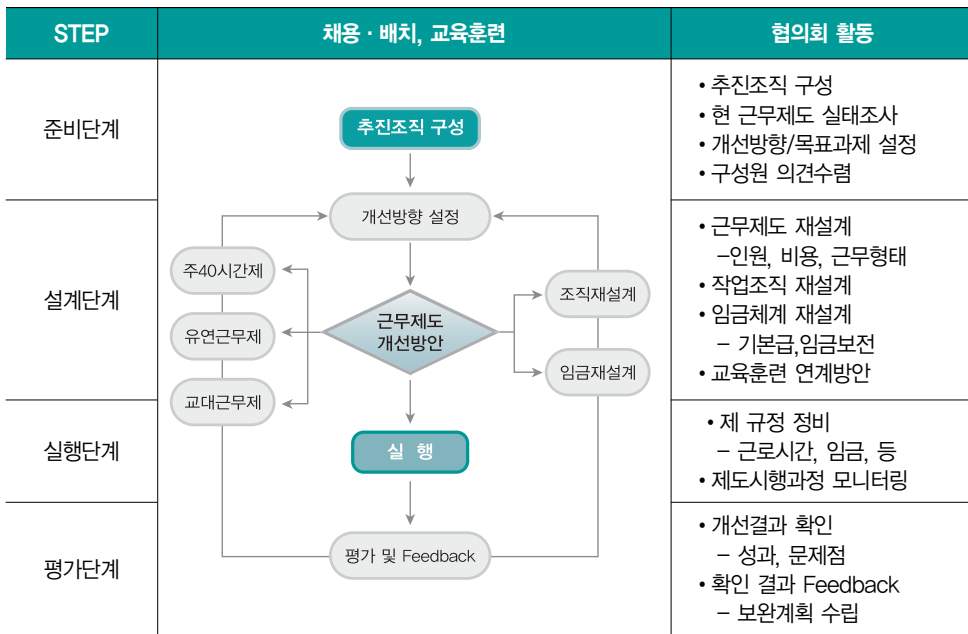 STEP
채용 · 배치, 교육훈련
협의회 활동
준비단계
추진조직 구성
• 추진조직 구성
• 현 근무제도 실태조사
• 개선방향/목표과제 설정
• 구성원 의견수렴
설계단계
개선방향 설정
주40시간제
유연근무제
교대근무제
근무제도
개선방안
조직재설계
임금재설계
• 근무제도 재설계
–인원, 비용, 근무형태
• 작업조직 재설계
• 임금체계 재설계
– 기본급,임금보전
• 교육훈련 연계방안
실행단계
실 행
• 제 규정 정비
– 근로시간, 임금, 등
• 제도시행과정 모니터링
평가단계
평가 및 Feedback
• 개선결과 확인
– 성과, 문제점
• 확인 결과 Feedback
– 보완계획 수립